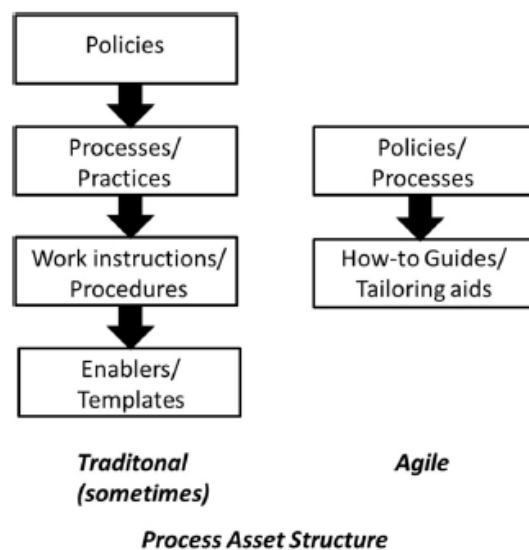 Policies
Processes/
Practices
Work instructions/
Procedures
Enablers/
Templates
Policies/
Processes
How-to Guides/
Tailoring aids
Traditonal
(sometimes)
Agile
Process Asset Structure